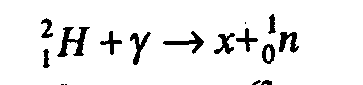 ²₁H + γ → x + ¹₀n